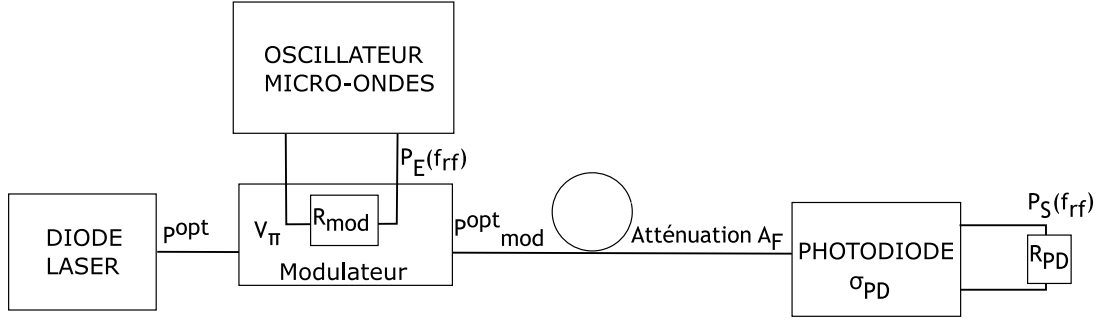 OSCILLATEUR
MICRO-ONDES
P_E(f_rf)
DIODE
LASER
P^opt
V_π
R_mod
Modulateur
P^opt_mod
Atténuation A_F
PHOTODIODE
σ_PD
P_S(f_rf)
R_PD